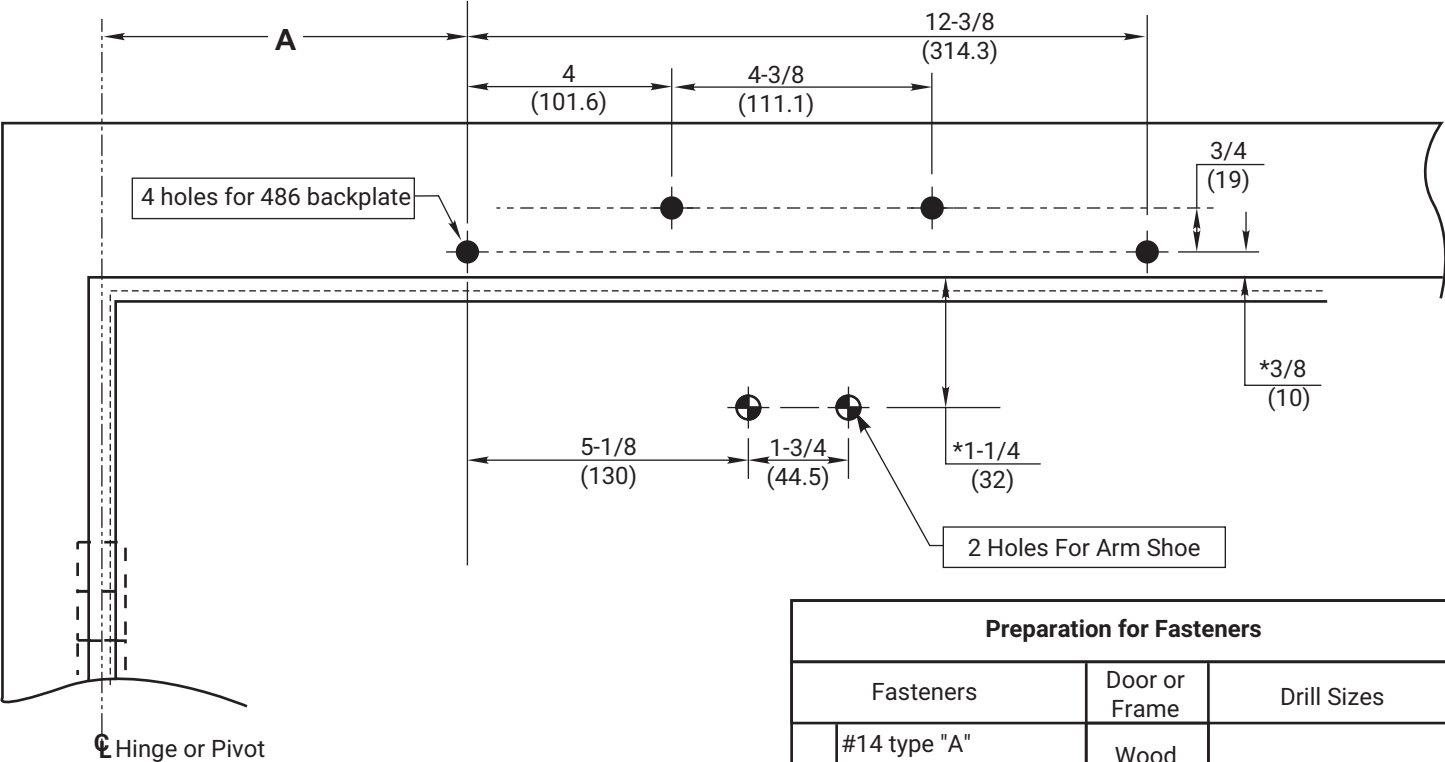 A
12-3/8
(314.3)
4
(101.6)
4-3/8
(111.1)
3/4
(19)
4 holes for 486 backplate
*3/8
(10)
5-1/8
(130)
1-3/4
(44.5)
*1-1/4
(32)
2 Holes For Arm Shoe
Preparation for Fasteners
Fasteners
Door or
Frame
Drill Sizes
#14 type "A"
Wood
℄ Hinge or Pivot